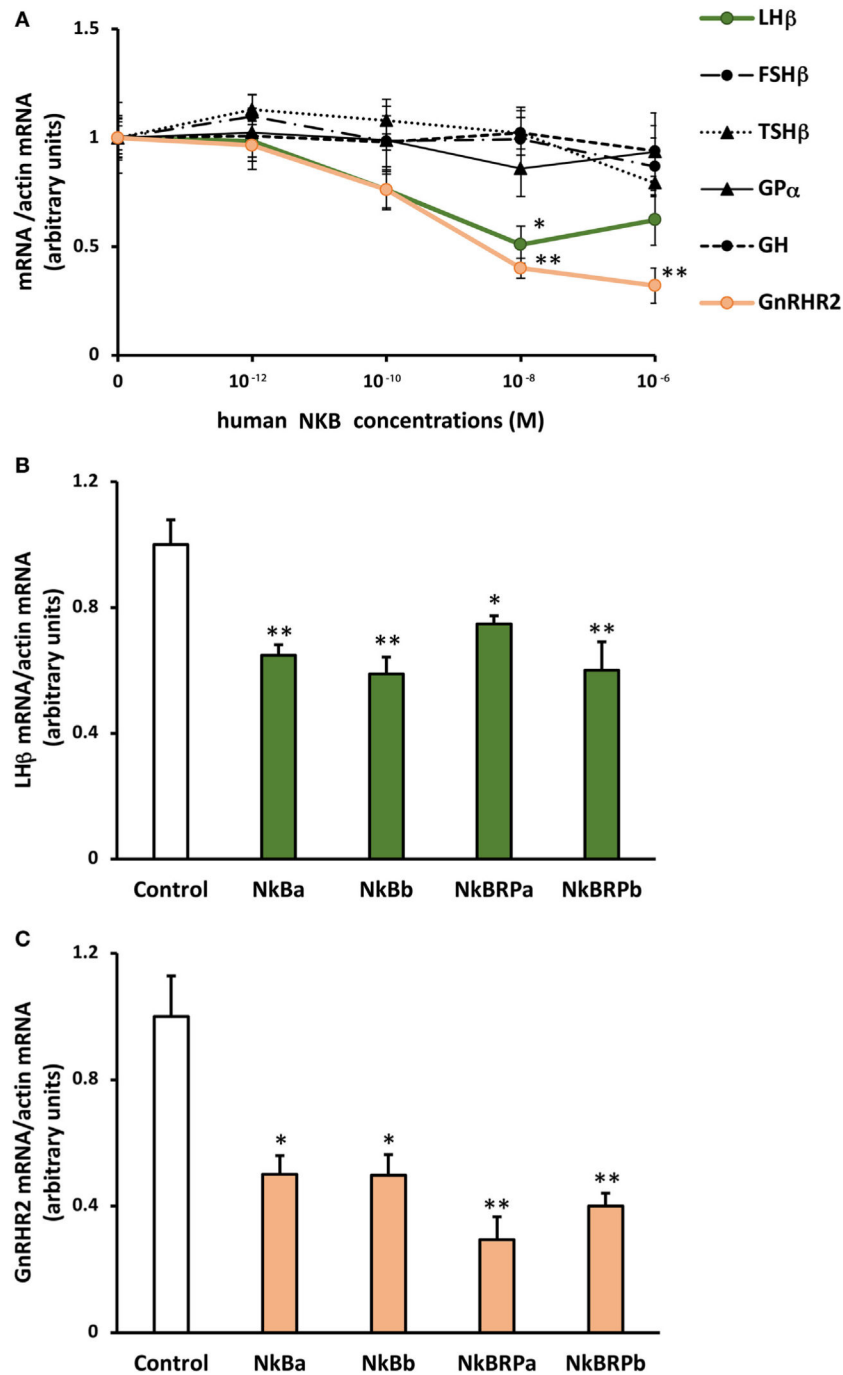 A
1.5
1
0.5
0
mRNA /actin mRNA
(arbitrary units)
*
**
**
0
10⁻¹²
10⁻¹⁰
10⁻⁸
10⁻⁶
human NKB concentrations (M)
LHβ
FSHβ
TSHβ
GPα
GH
GnRHR2
B
1.2
0.8
0.4
0
LHβ mRNA/actin mRNA
(arbitrary units)
**
**
*
**
Control
NkBa
NkBb
NkBRPa
NkBRPb
C
1.2
0.8
0.4
0
GnRHR2 mRNA/actin mRNA
(arbitrary units)
*
*
**
**
Control
NkBa
NkBb
NkBRPa
NkBRPb